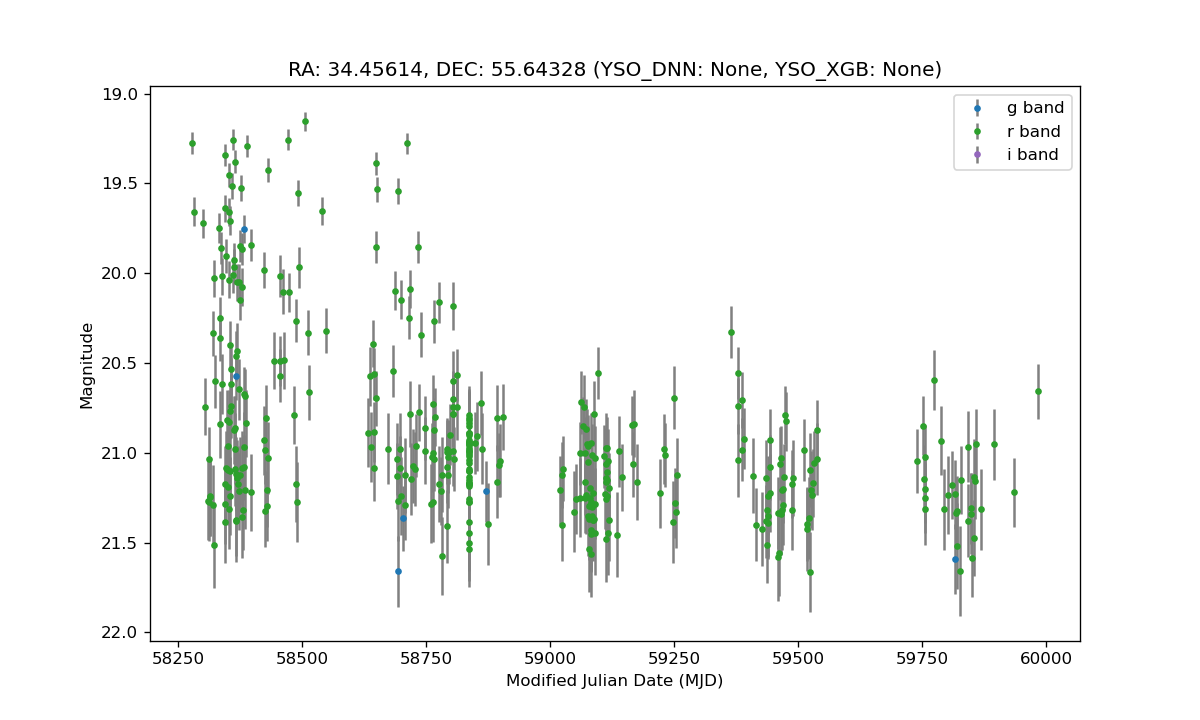 RA: 34.45614, DEC: 55.64328 (YSO_DNN: None, YSO_XGB: None)
g band
r band
i band
Magnitude
19.0
19.5
20.0
20.5
21.0
21.5
22.0
58250 58500 58750 59000 59250 59500 59750 60000
Modified Julian Date (MJD)